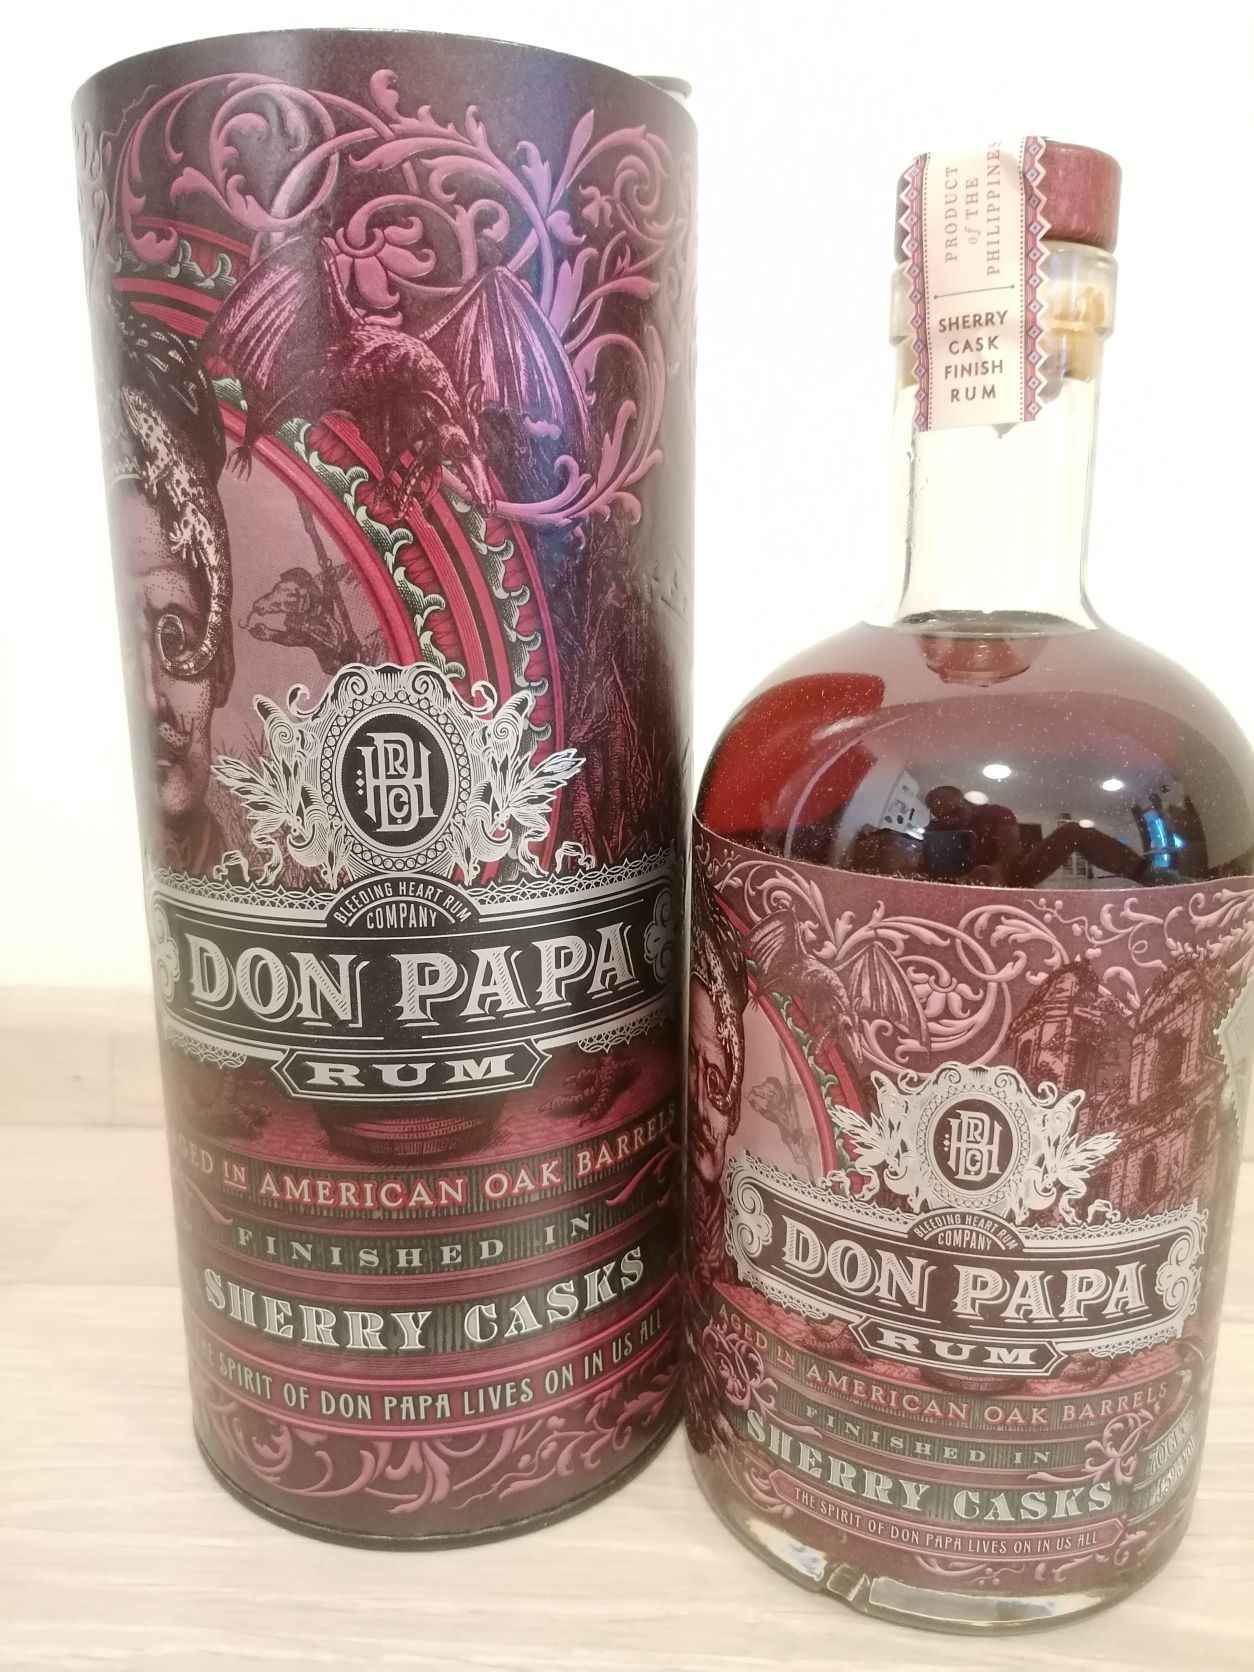 BLEEDING HEART RUM
COMPANY
DON PAPA
RUM
AGED IN AMERICAN OAK BARRELS
FINISHED IN
SHERRY CASKS
THE SPIRIT OF DON PAPA LIVES ON IN US ALL
PRODUCT
of THE
PHILIPPINES
SHERRY
CASK
FINISH
RUM
BLEEDING HEART RUM
COMPANY
DON PAPA
RUM
AGED IN AMERICAN OAK BARRELS
FINISHED IN
SHERRY CASKS
THE SPIRIT OF DON PAPA LIVES ON IN US ALL